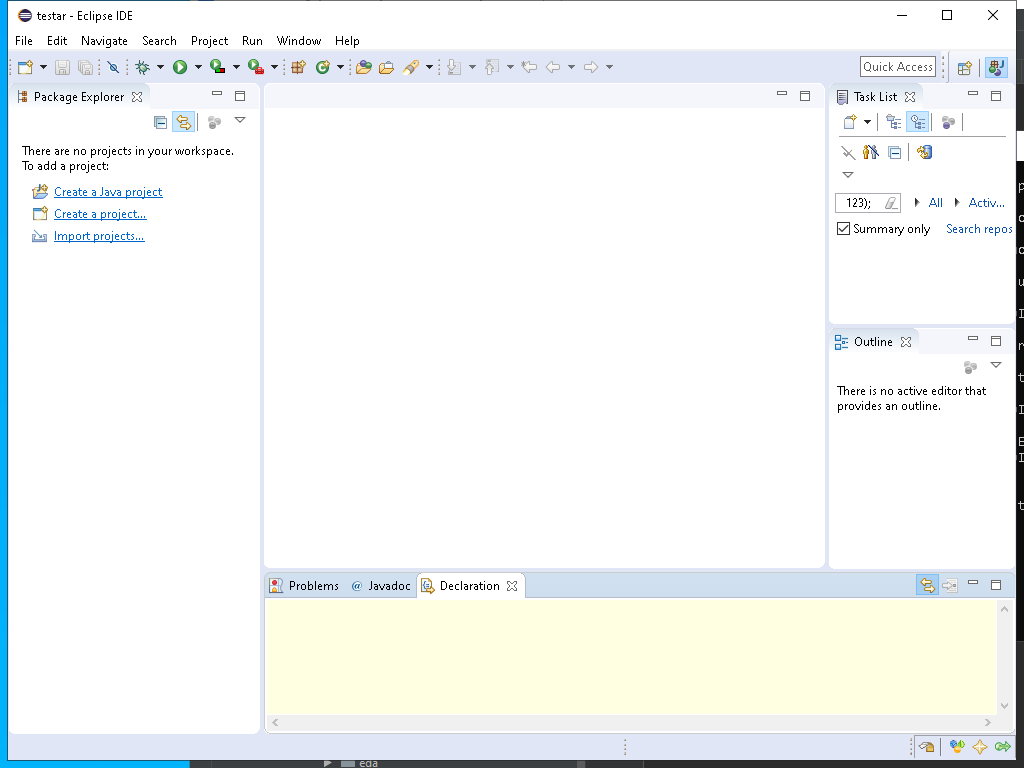 testar - Eclipse IDE
File Edit Navigate Search Project Run Window Help
Quick Access
Package Explorer
There are no projects in your workspace.
To add a project:
Create a Java project
Create a project...
Import projects...
Task List
123);
All
Activ...
Summary only
Search repos
Outline
There is no active editor that
provides an outline.
Problems
@ Javadoc
Declaration
eda